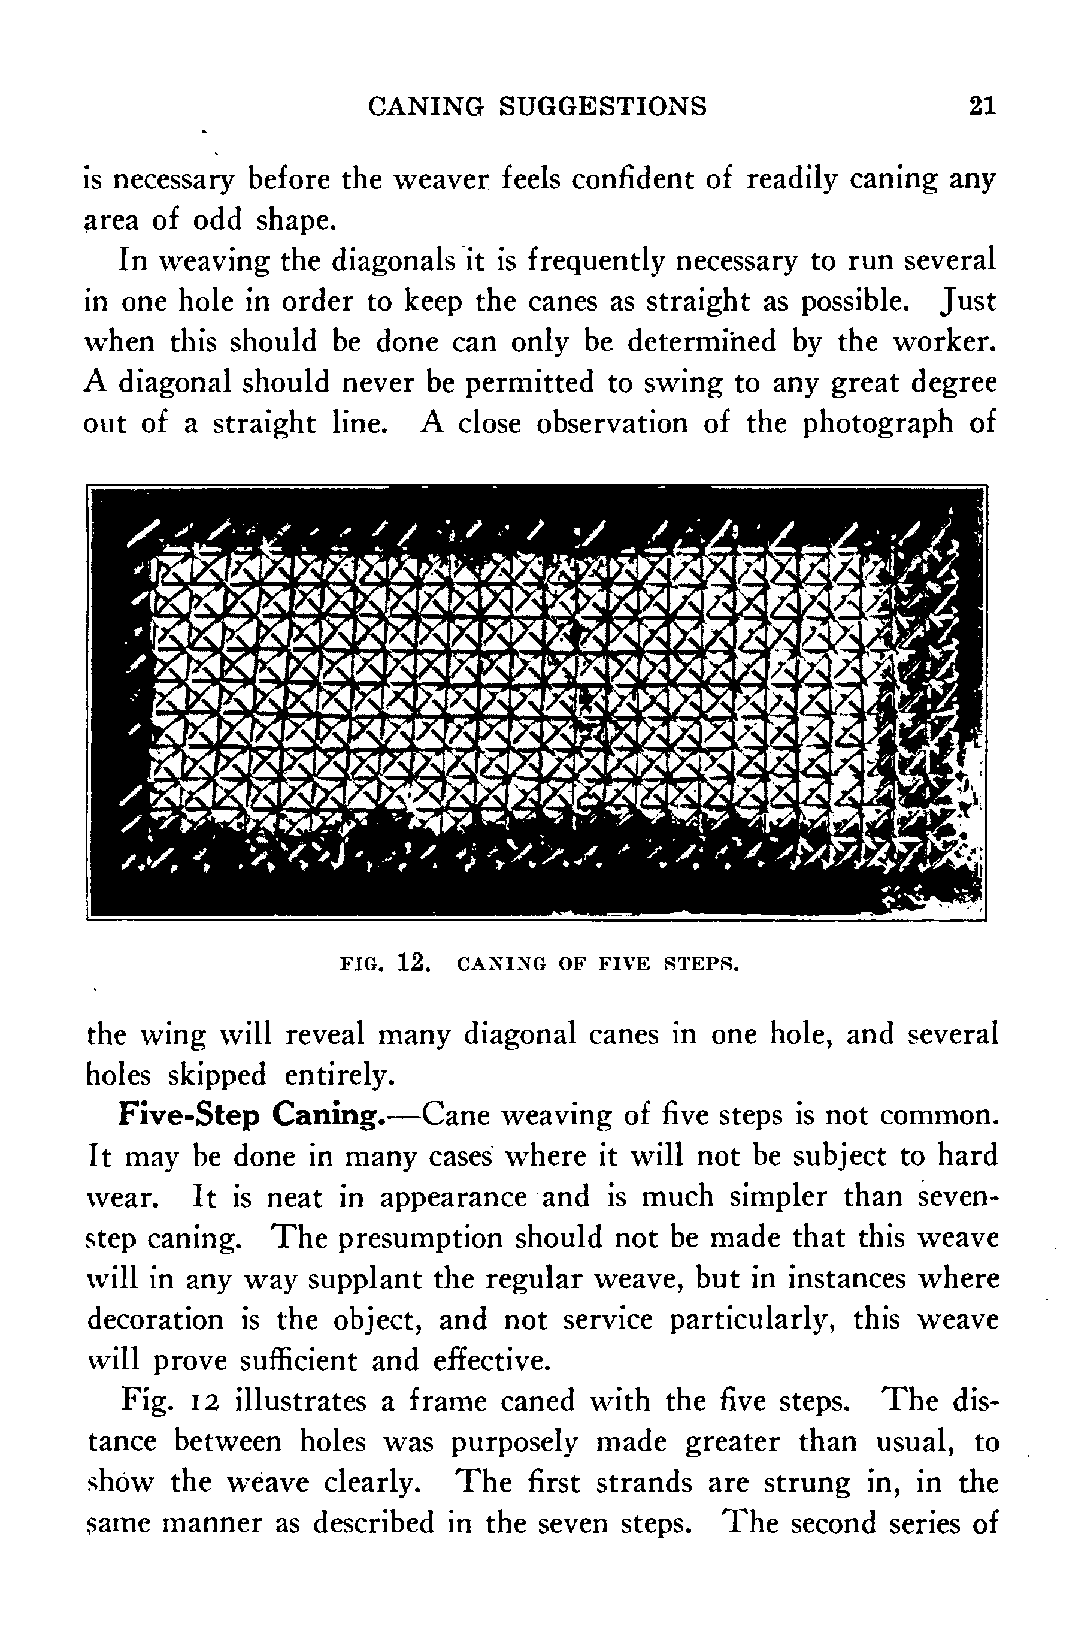 CANING SUGGESTIONS 21
is necessary before the weaver feels confident of readily caning any
area of odd shape.
In weaving the diagonals it is frequently necessary to run several
in one hole in order to keep the canes as straight as possible. Just
when this should be done can only be determined by the worker.
A diagonal should never be permitted to swing to any great degree
out of a straight line. A close observation of the photograph of
FIG. 12. CANING OF FIVE STEPS.
the wing will reveal many diagonal canes in one hole, and several
holes skipped entirely.
Five-Step Caning.—Cane weaving of five steps is not common.
It may be done in many cases where it will not be subject to hard
wear. It is neat in appearance and is much simpler than seven-
step caning. The presumption should not be made that this weave
will in any way supplant the regular weave, but in instances where
decoration is the object, and not service particularly, this weave
will prove sufficient and effective.
Fig. 12 illustrates a frame caned with the five steps. The dis-
tance between holes was purposely made greater than usual, to
show the weave clearly. The first strands are strung in, in the
same manner as described in the seven steps. The second series of